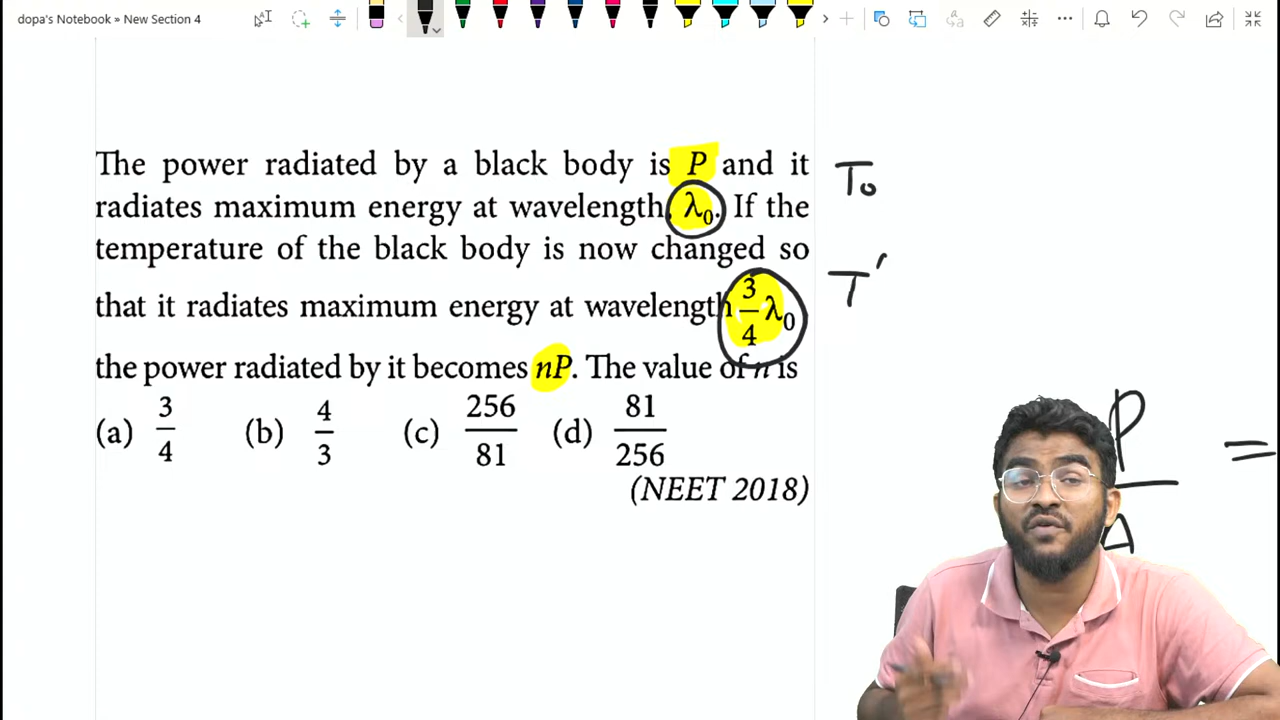 dopa's Notebook » New Section 4
The power radiated by a black body is P and it
radiates maximum energy at wavelength, λ₀. If the
temperature of the black body is now changed so
that it radiates maximum energy at wavelength 3/4 λ₀
the power radiated by it becomes nP. The value of n is
(a) 3/4 (b) 4/3 (c) 256/81 (d) 81/256
(NEET 2018)
T₀
T'
P/A =